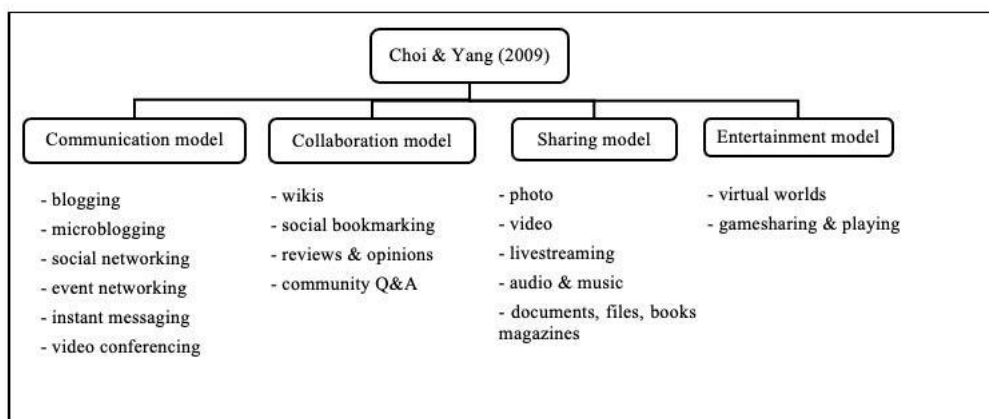 Choi & Yang (2009)
Communication model
- blogging
- microblogging
- social networking
- event networking
- instant messaging
- video conferencing
Collaboration model
- wikis
- social bookmarking
- reviews & opinions
- community Q&A
Sharing model
- photo
- video
- livestreaming
- audio & music
- documents, files, books
magazines
Entertainment model
- virtual worlds
- gamesharing & playing